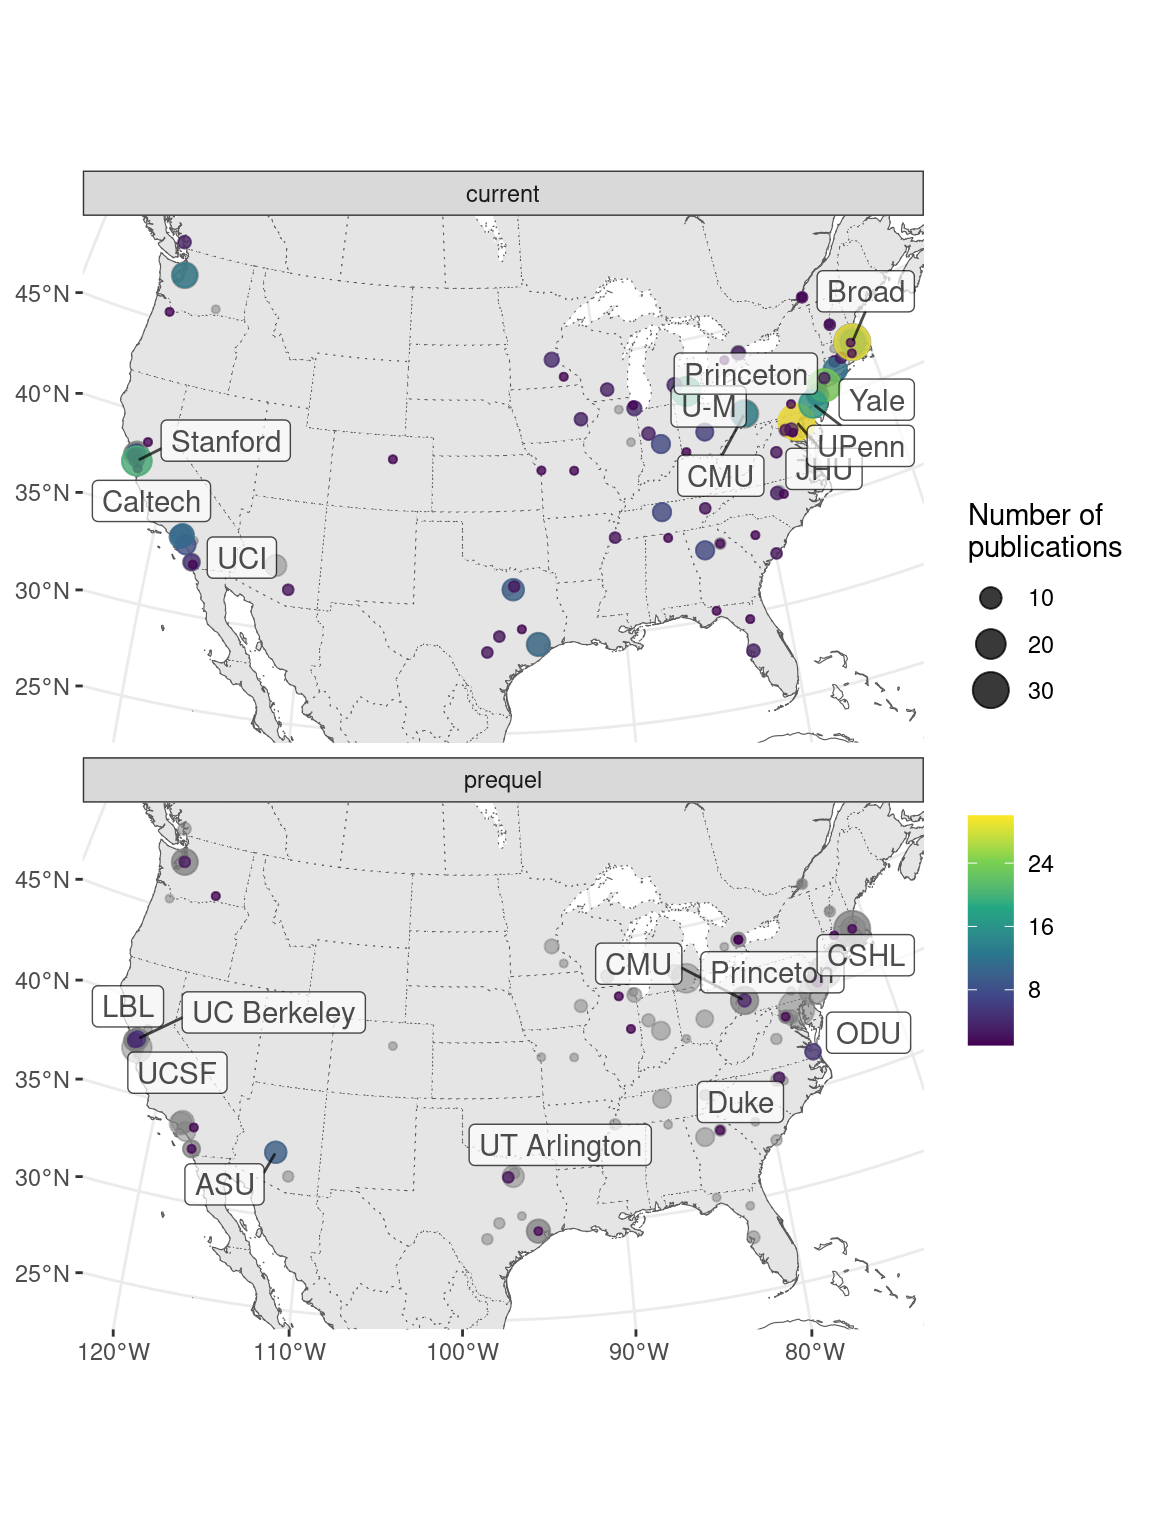 current
45°N
40°N
35°N
30°N
25°N
Broad
Princeton
U-M
Yale
UPenn
JHU
CMU
Stanford
Caltech
UCI
Number of
publications
10
20
30
24
16
8
prequel
45°N
40°N
35°N
30°N
25°N
CSHL
CMU
Princeton
LBL
UC Berkeley
UCSF
ODU
Duke
UT Arlington
ASU
120°W
110°W
100°W
90°W
80°W